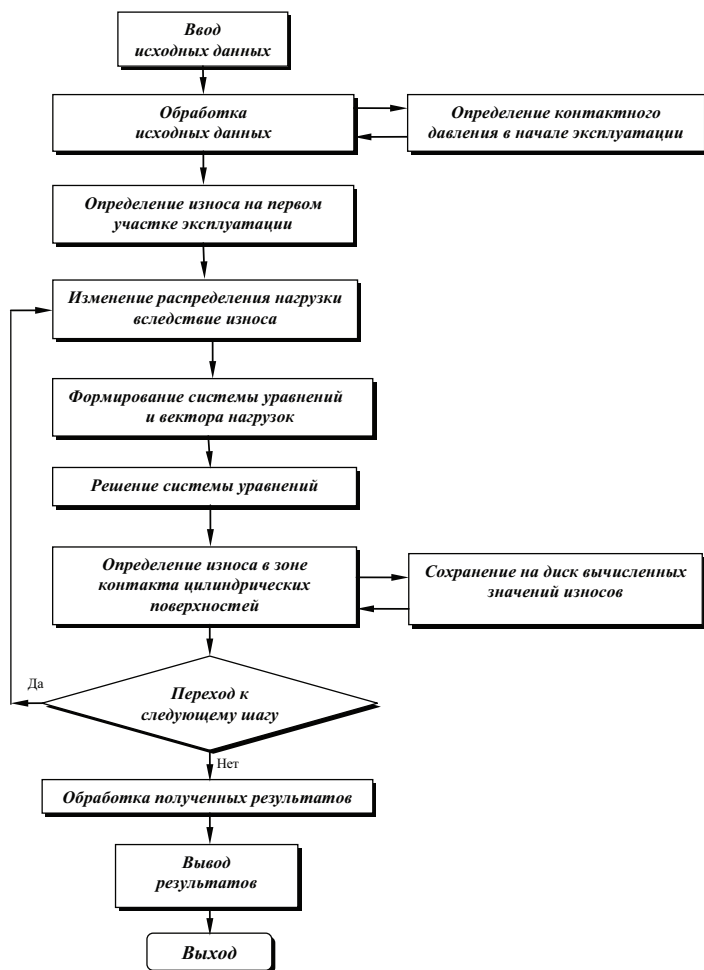 Ввод
исходных данных
Обработка
исходных данных
Определение контактного
давления в начале эксплуатации
Определение износа на первом
участке эксплуатации
Изменение распределения нагрузки
вследствие износа
Формирование системы уравнений
и вектора нагрузок
Решение системы уравнений
Определение износа в зоне
контакта цилиндрических
поверхностей
Сохранение на диск вычисленных
значений износов
Да
Переход к
следующему шагу
Нет
Обработка полученных результатов
Вывод
результатов
Выход